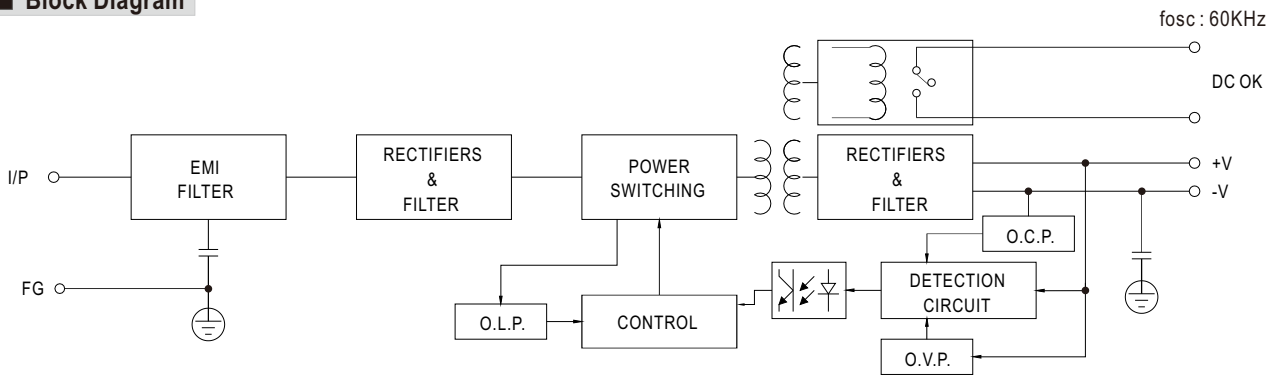 Block Diagram
fosc : 60KHz
DC OK
I/P
EMI
FILTER
RECTIFIERS
&
FILTER
POWER
SWITCHING
RECTIFIERS
&
FILTER
+V
-V
O.C.P.
FG
DETECTION
CIRCUIT
O.L.P.
CONTROL
O.V.P.